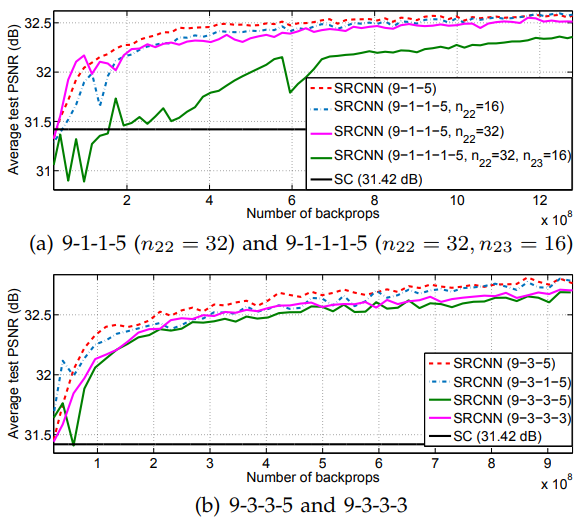 Average test PSNR (dB)
32.5
32
31.5
31
SRCNN (9−1−5)
SRCNN (9−1−1−5, n22=16)
SRCNN (9−1−1−5, n22=32)
SRCNN (9−1−1−1−5, n22=32, n23=16)
SC (31.42 dB)
2 4 6 8 10 12
Number of backprops
x 10^8
(a) 9-1-1-5 (n22 = 32) and 9-1-1-1-5 (n22 = 32, n23 = 16)
Average test PSNR (dB)
32.5
32
31.5
SRCNN (9−3−5)
SRCNN (9−3−1−5)
SRCNN (9−3−3−5)
SRCNN (9−3−3−3)
SC (31.42 dB)
1 2 3 4 5 6 7 8 9
Number of backprops
x 10^8
(b) 9-3-3-5 and 9-3-3-3